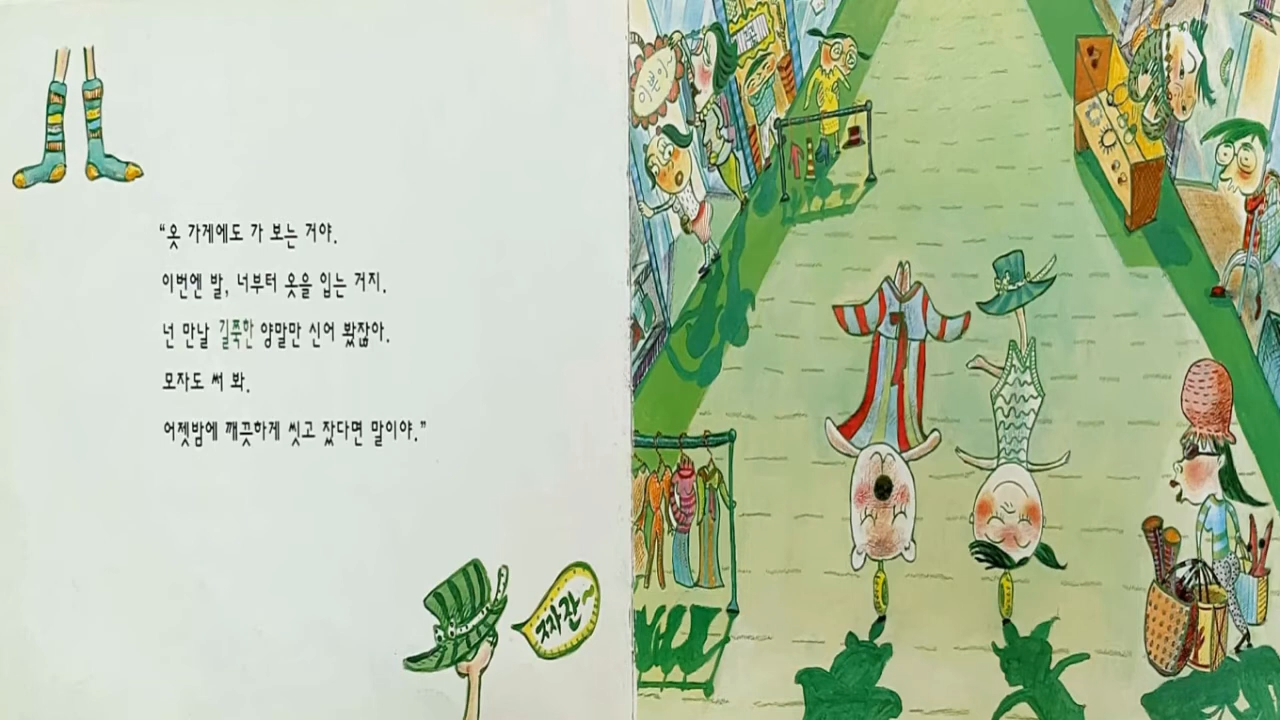 “옷 가게에도 가 보는 거야.
이번엔 발, 너부터 옷을 입는 거지.
넌 만날 길쭉한 양말만 신어 봤잖아.
모자도 써 봐.
어젯밤에 깨끗하게 씻고 잤다면 말이야.”
짜잔~
이쁜이~